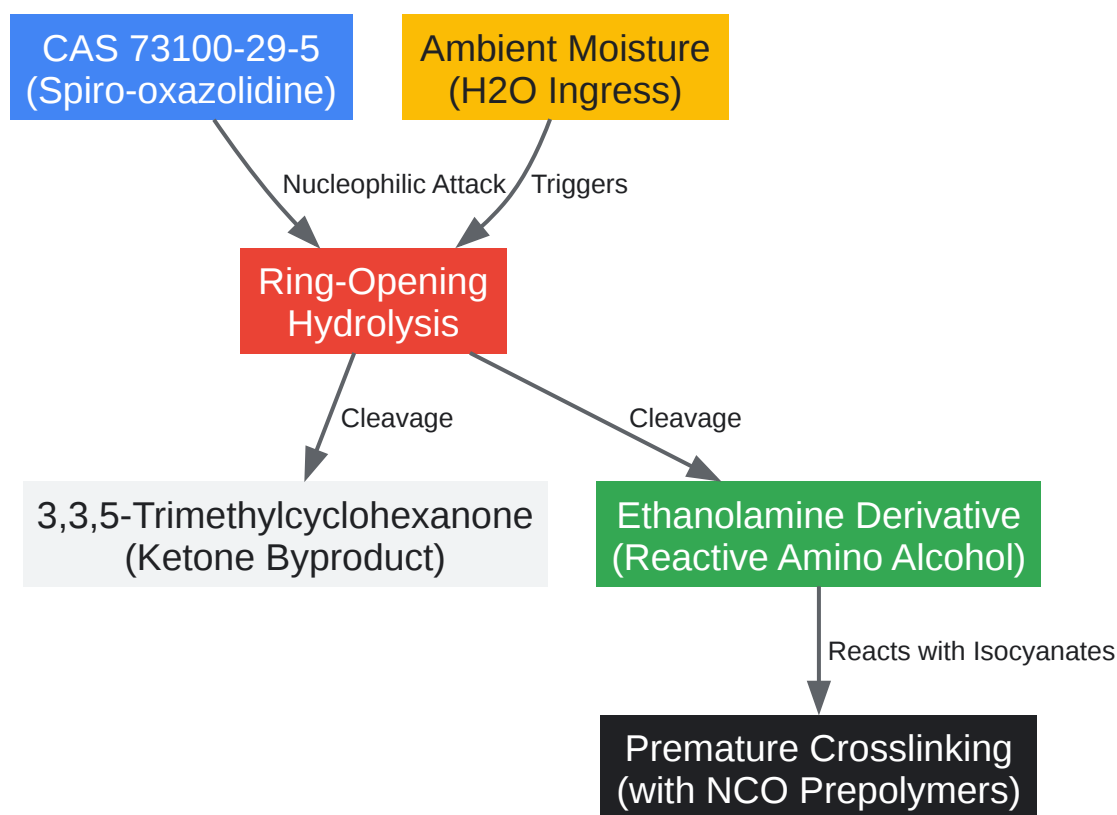 CAS 73100-29-5
(Spiro-oxazolidine)
Ambient Moisture
(H2O Ingress)
Nucleophilic Attack
Triggers
Ring-Opening
Hydrolysis
Cleavage
Cleavage
3,3,5-Trimethylcyclohexanone
(Ketone Byproduct)
Ethanolamine Derivative
(Reactive Amino Alcohol)
Reacts with Isocyanates
Premature Crosslinking
(with NCO Prepolymers)